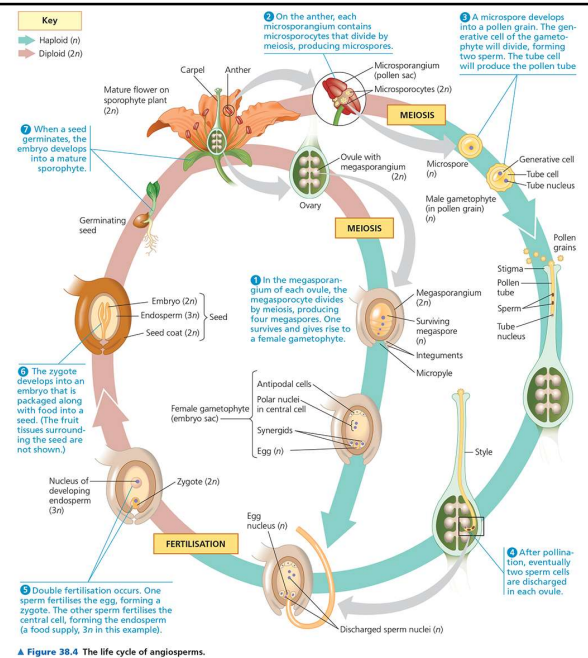 Key
Haploid (n)
Diploid (2n)
2 On the anther, each
microsporangium contains
microsporocytes that divide by
meiosis, producing microspores.
3 A microspore develops
into a pollen grain. The gen-
erative cell of the gameto-
phyte will divide, forming
two sperm. The tube cell
will produce the pollen tube
Carpel
Anther
Mature flower on
sporophyte plant
(2n)
Microsporangium
(pollen sac)
Microsporocytes (2n)
MEIOSIS
7 When a seed
germinates, the
embryo develops
into a mature
sporophyte.
Ovule with
megasporangium
(2n)
Ovary
Microspore
(n)
Generative cell
Tube cell
Tube nucleus
Male gametophyte
(in pollen grain)
(n)
Germinating
seed
MEIOSIS
Pollen
grains
Stigma
Pollen
tube
Sperm
Tube
nucleus
1 In the megasporan-
gium of each ovule, the
megasporocyte divides
by meiosis, producing
four megaspores. One
survives and gives rise to
a female gametophyte.
Megasporangium
(2n)
Surviving
megaspore
(n)
Integuments
Micropyle
Embryo (2n)
Endosperm (3n)
Seed coat (2n)
Seed
6 The zygote
develops into an
embryo that is
packaged along
with food into a
seed. (The fruit
tissues surround-
ing the seed are
not shown.)
Female gametophyte
(embryo sac)
Antipodal cells
Polar nuclei
in central cell
Synergids
Egg (n)
Style
Nucleus of
developing
endosperm
(3n)
Zygote (2n)
FERTILISATION
Egg
nucleus (n)
4 After pollina-
tion, eventually
two sperm cells
are discharged
in each ovule.
5 Double fertilisation occurs. One
sperm fertilises the egg, forming a
zygote. The other sperm fertilises the
central cell, forming the endosperm
(a food supply, 3n in this example).
Discharged sperm nuclei (n)
▲ Figure 38.4 The life cycle of angiosperms.